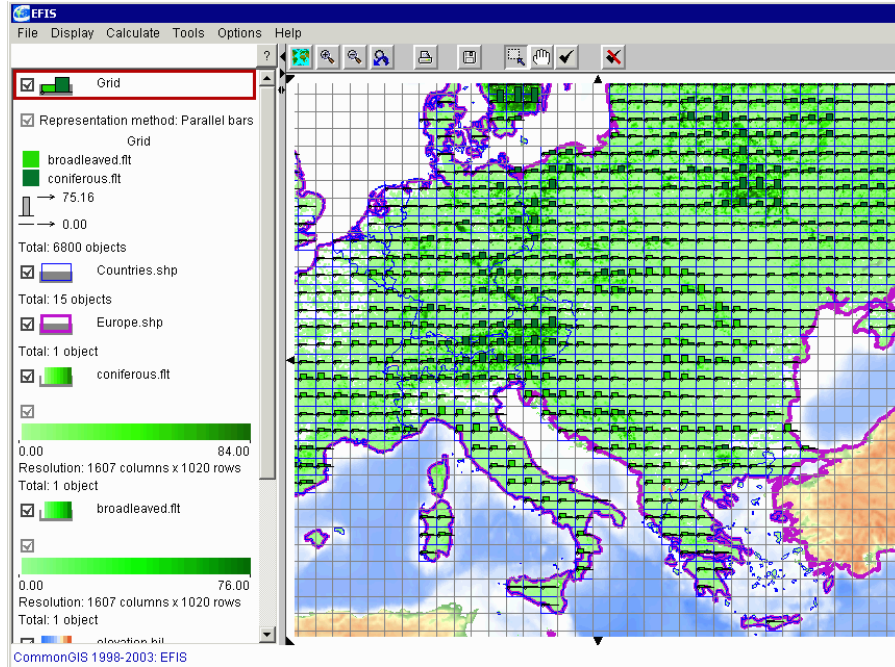 EFIS
File Display Calculate Tools Options Help
?
Grid
Representation method: Parallel bars
Grid
broadleaved.flt
coniferous.flt
75.16
0.00
Total: 6800 objects
Countries.shp
Total: 15 objects
Europe.shp
Total: 1 object
coniferous.flt
0.00 84.00
Resolution: 1607 columns x 1020 rows
Total: 1 object
broadleaved.flt
0.00 76.00
Resolution: 1607 columns x 1020 rows
Total: 1 object
elevation.bil
CommonGIS 1998-2003: EFIS